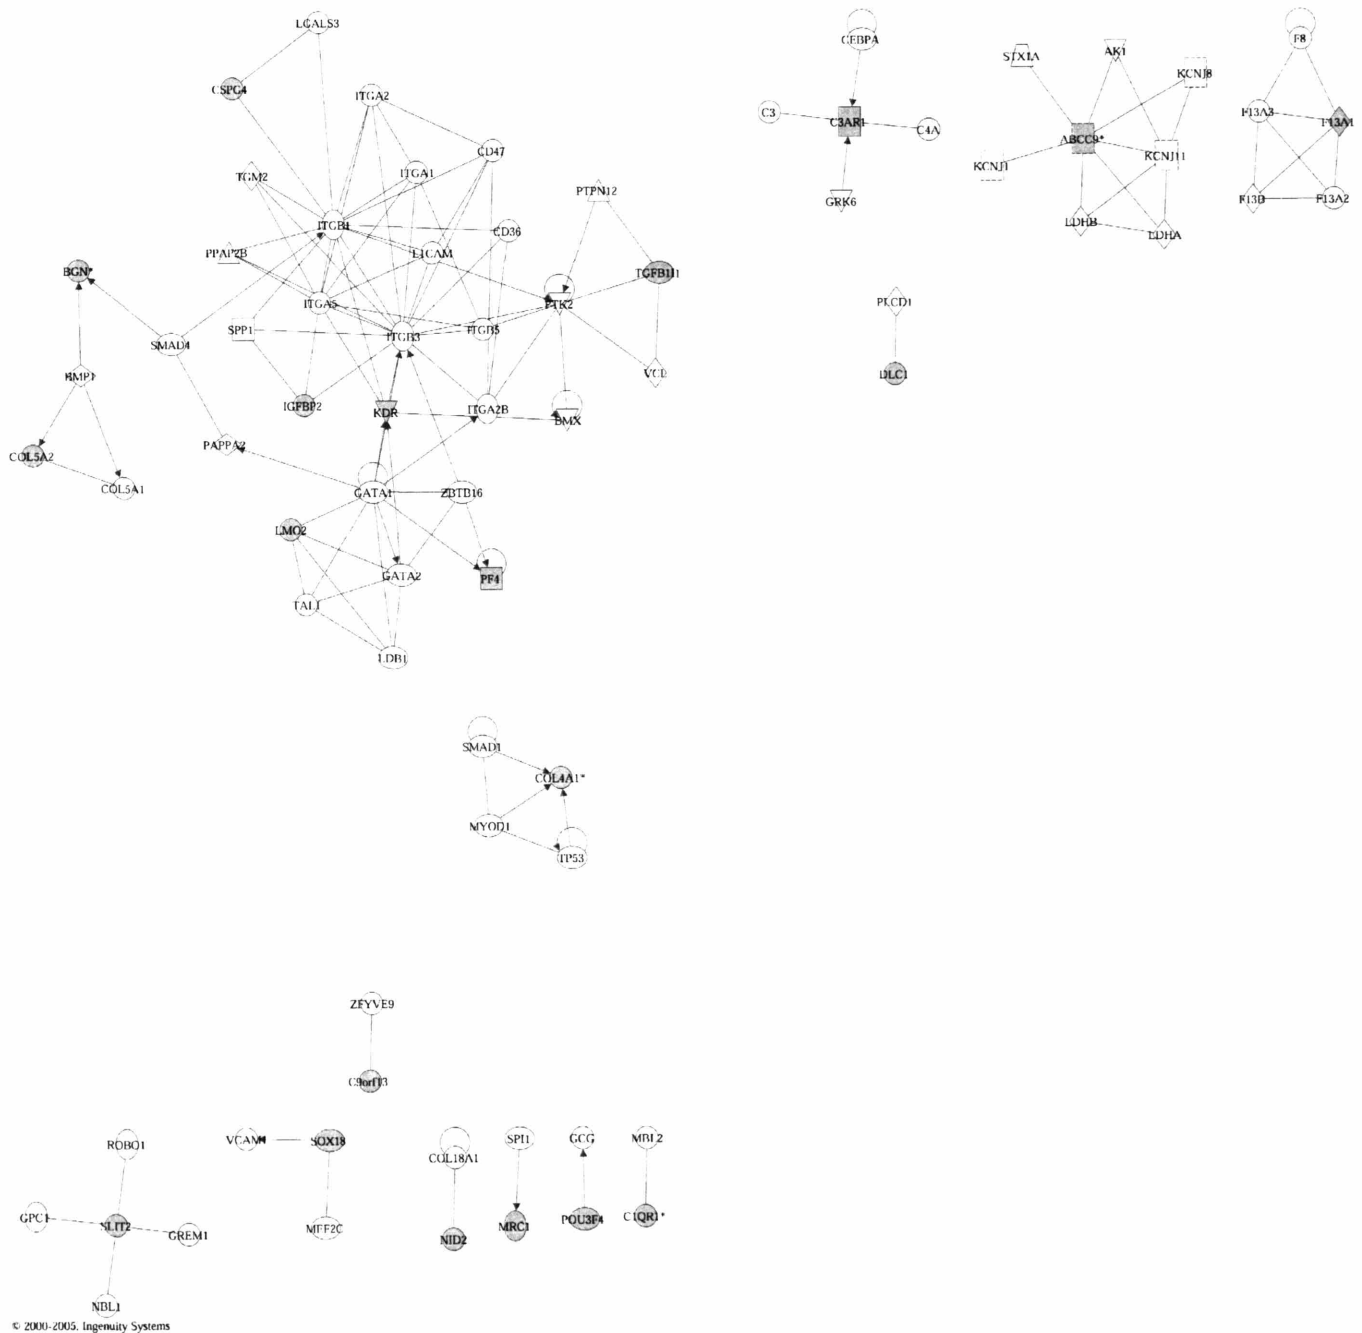 LGALS3
CEBPA
STX1A
AK1
KCNJ8
F8
CSPG4
ITGA2
C3
C3AR1
C4A
F13A3
F13A1
ABCC9*
CD47
KCNJ1
KCNJ11
TGM2
ITGA1
PTPN12
GRK6
F13B
F13A2
ITGB1
CD36
LDHB
LDHA
PPAP2B
L1CAM
BGN*
TGFB1I1
ITGA5
PTK2
PLCD1
SPP1
ITGB3
ITGB5
SMAD4
BMP1
VCL
DLC1
IGFBP2
KDR
ITGA2B
BMX
PAPPA2
COL5A2
COL5A1
GATA1
ZBTB16
LMO2
GATA2
PF4
TAL1
LDB1
SMAD1
COL4A1*
MYOD1
TP53
ZFYVE9
C9orf13
ROBO1
VCAM1
SOX18
COL18A1
SPI1
GCG
MBL2
GPC1
SLIT2
GREM1
MEF2C
NID2
MRC1
POU3F4
C1QR1*
NBL1
© 2000-2005. Ingenuity Systems